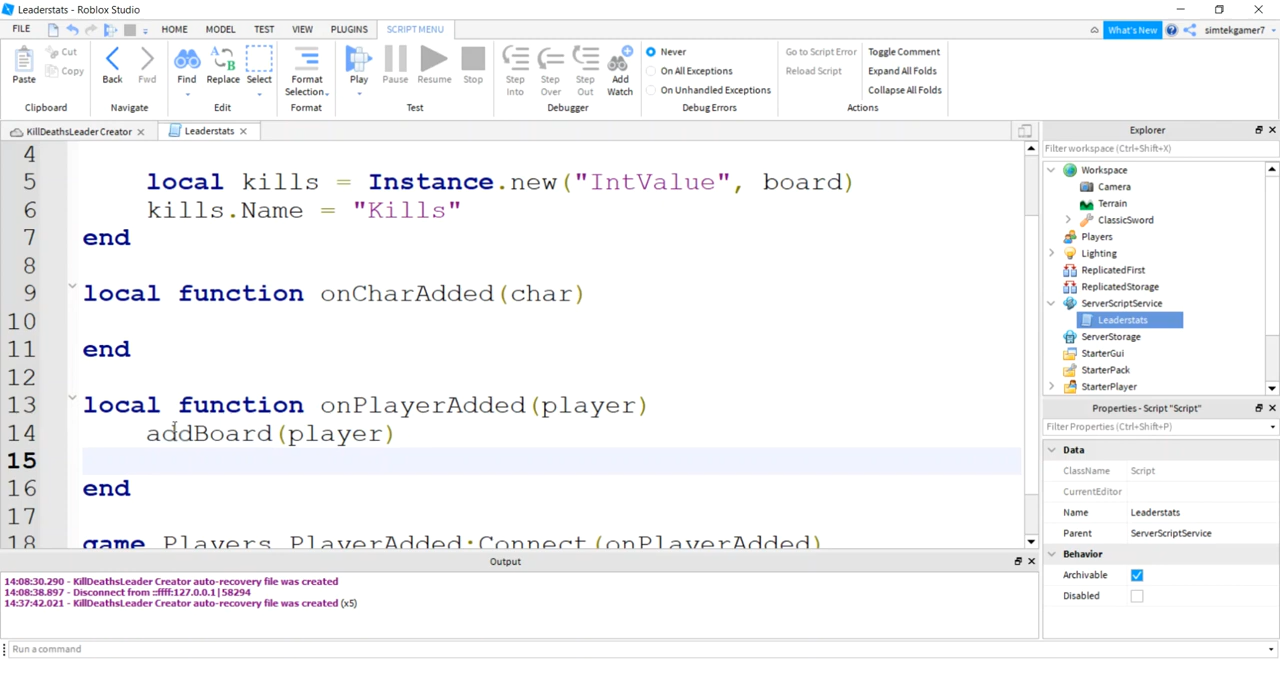 Leaderstats - Roblox Studio
FILE HOME MODEL TEST VIEW PLUGINS SCRIPT MENU What's New simtekgamer7
Paste Cut Copy Back Fwd Find Replace Select Format Selection Play Pause Resume Stop Step Into Step Over Step Out Add Watch Never On All Exceptions On Unhandled Exceptions Go to Script Error Reload Script Toggle Comment Expand All Folds Collapse All Folds
Clipboard Navigate Edit Format Test Debugger Debug Errors Actions
KillDeathsLeader Creator Leaderstats
4
5 local kills = Instance.new("IntValue", board)
6 kills.Name = "Kills"
7 end
8
9 local function onCharAdded(char)
10
11 end
12
13 local function onPlayerAdded(player)
14 addBoard(player)
15
16 end
17
18 game.Players.PlayerAdded:Connect(onPlayerAdded)
Output
14:08:30.290 - KillDeathsLeader Creator auto-recovery file was created
14:08:38.897 - Disconnect from ::ffff:127.0.0.1|58294
14:37:42.021 - KillDeathsLeader Creator auto-recovery file was created (x5)
Run a command
Explorer
Filter workspace (Ctrl+Shift+X)
Workspace
Camera
Terrain
ClassicSword
Players
Lighting
ReplicatedFirst
ReplicatedStorage
ServerScriptService
Leaderstats
ServerStorage
StarterGui
StarterPack
StarterPlayer
Properties - Script "Script"
Filter Properties (Ctrl+Shift+P)
Data
ClassName Script
CurrentEditor
Name Leaderstats
Parent ServerScriptService
Behavior
Archivable
Disabled